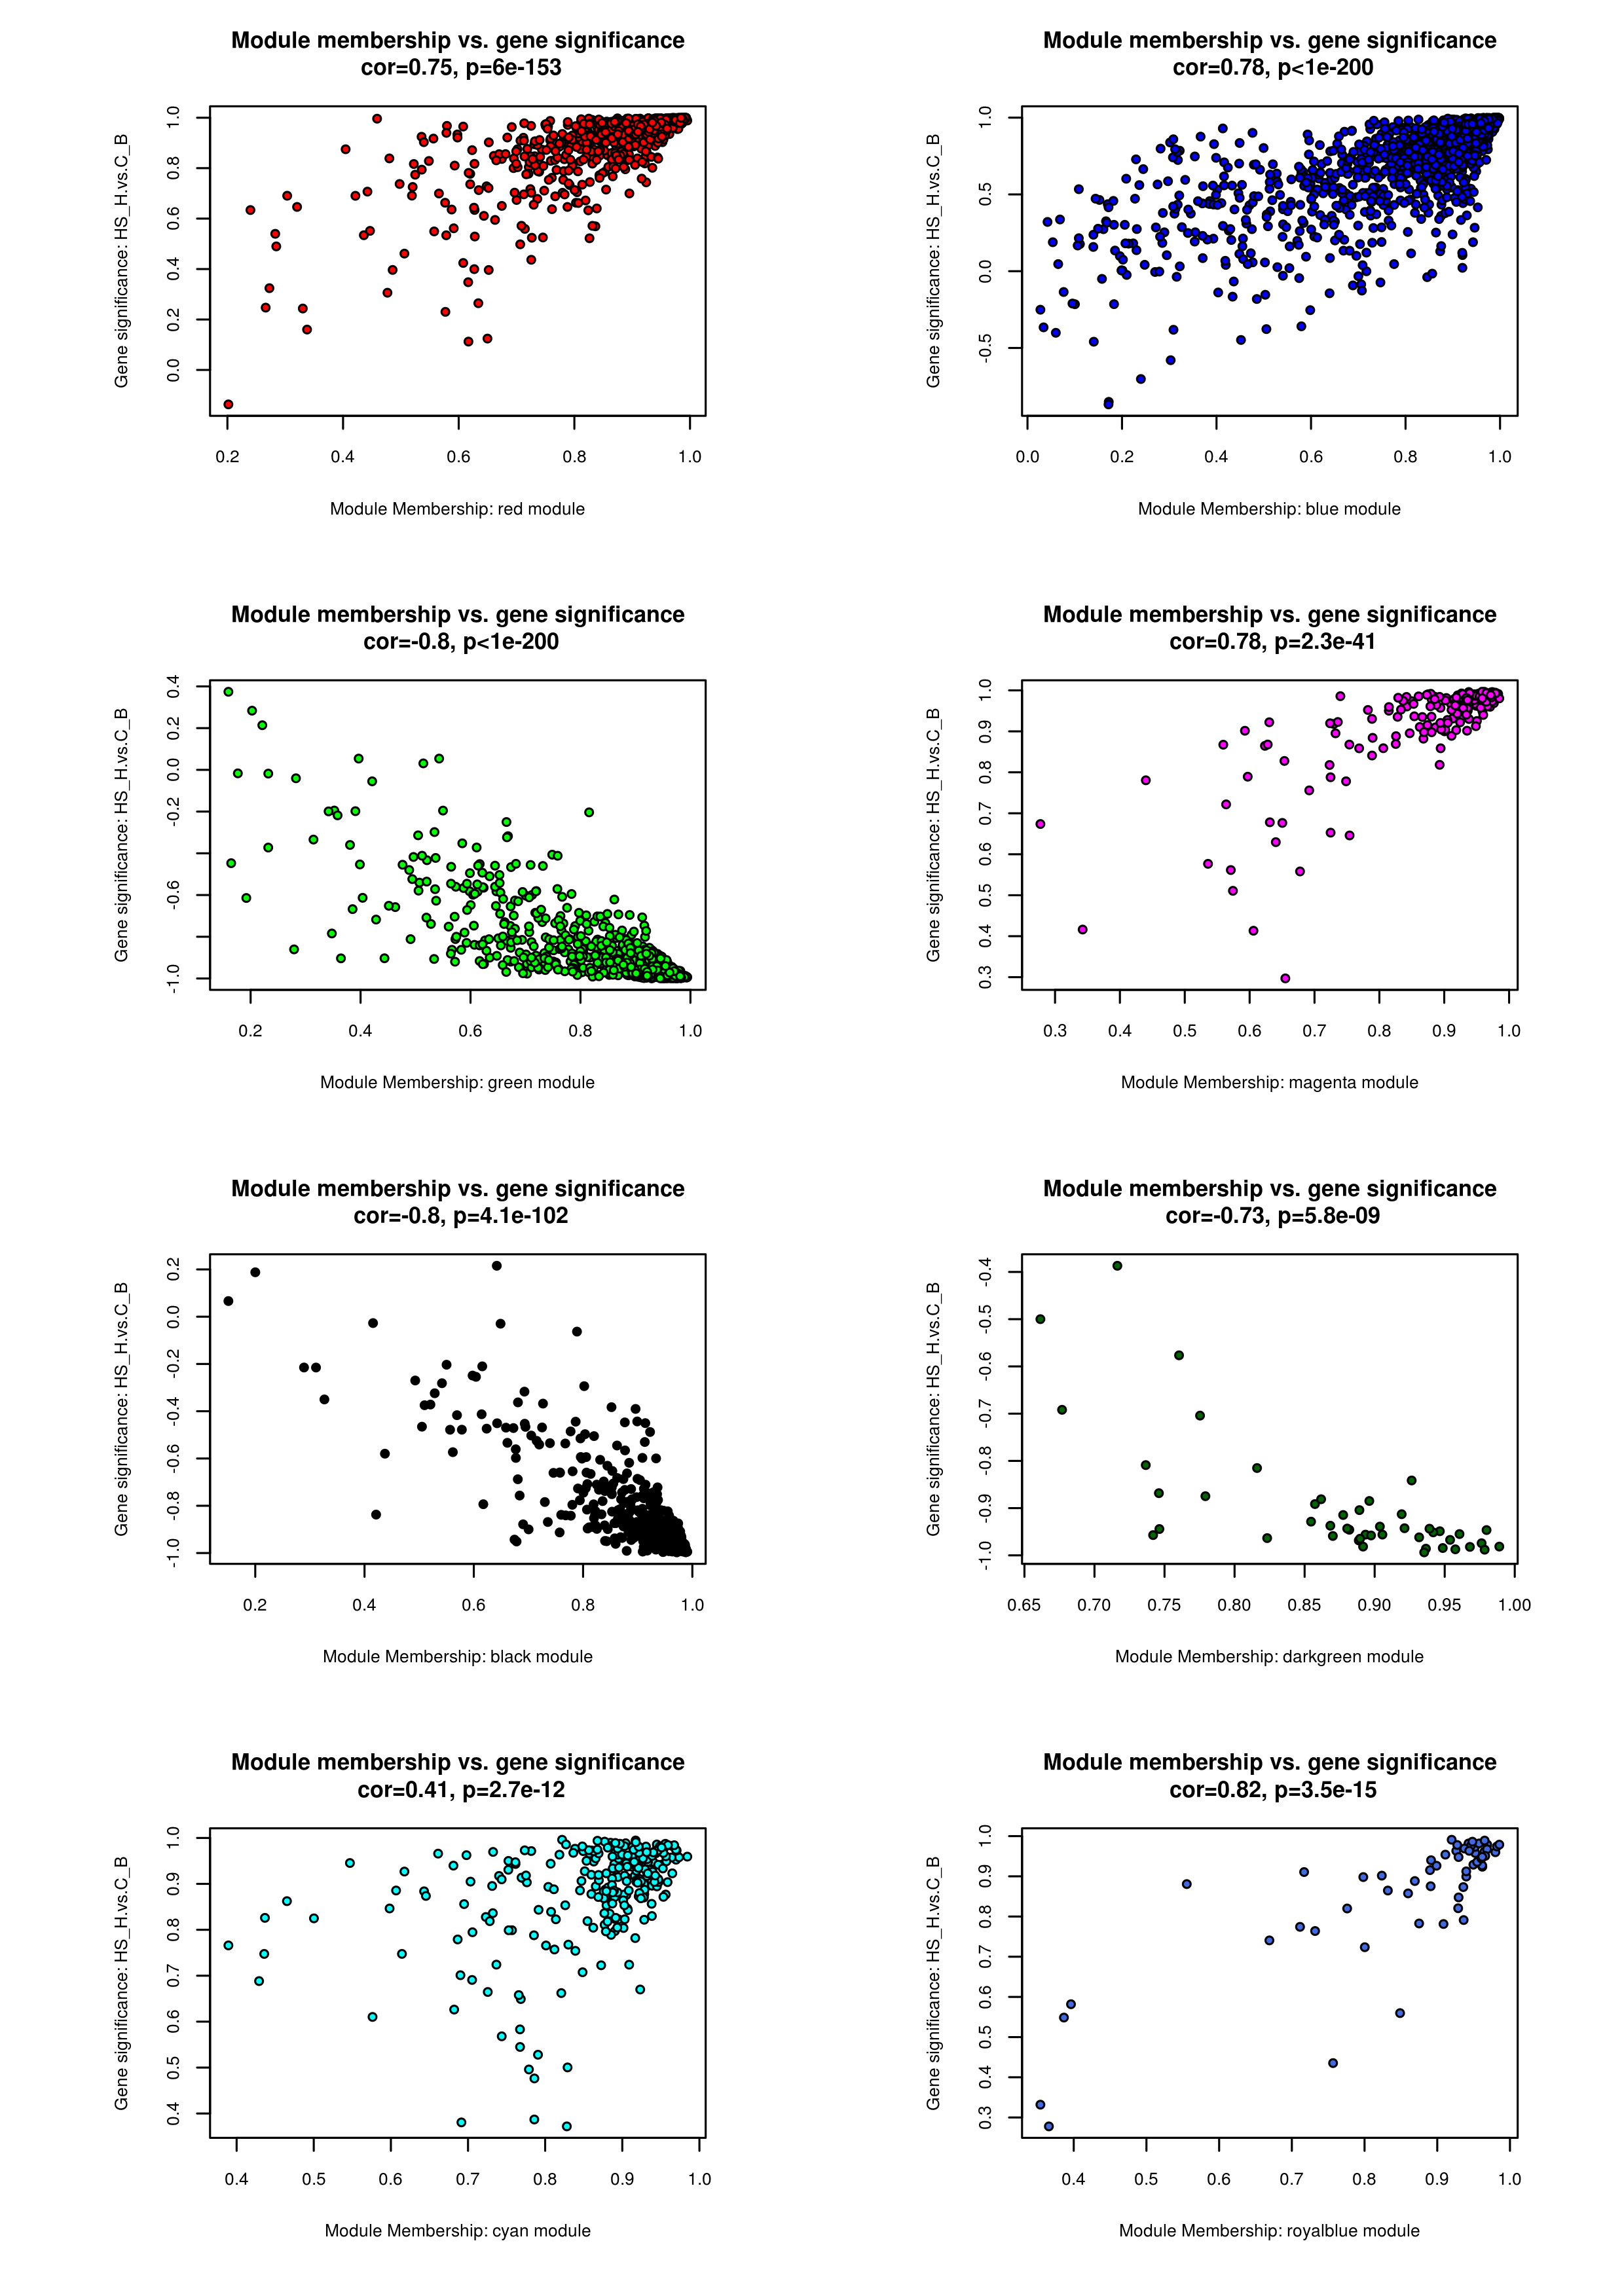 Module membership vs. gene significance
cor=0.75, p=6e-153
Gene significance: HS_H.vs.C_B
1.0
0.8
0.6
0.4
0.2
0.0
0.2 0.4 0.6 0.8 1.0
Module Membership: red module
Module membership vs. gene significance
cor=0.78, p<1e-200
Gene significance: HS_H.vs.C_B
1.0
0.5
0.0
-0.5
0.0 0.2 0.4 0.6 0.8 1.0
Module Membership: blue module
Module membership vs. gene significance
cor=-0.8, p<1e-200
Gene significance: HS_H.vs.C_B
0.4
0.2
0.0
-0.2
-0.6
-1.0
0.2 0.4 0.6 0.8 1.0
Module Membership: green module
Module membership vs. gene significance
cor=0.78, p=2.3e-41
Gene significance: HS_H.vs.C_B
1.0
0.9
0.8
0.7
0.6
0.5
0.4
0.3
0.3 0.4 0.5 0.6 0.7 0.8 0.9 1.0
Module Membership: magenta module
Module membership vs. gene significance
cor=-0.8, p=4.1e-102
Gene significance: HS_H.vs.C_B
0.2
0.0
-0.2
-0.4
-0.6
-0.8
-1.0
0.2 0.4 0.6 0.8 1.0
Module Membership: black module
Module membership vs. gene significance
cor=-0.73, p=5.8e-09
Gene significance: HS_H.vs.C_B
-0.4
-0.5
-0.6
-0.7
-0.8
-0.9
-1.0
0.65 0.70 0.75 0.80 0.85 0.90 0.95 1.00
Module Membership: darkgreen module
Module membership vs. gene significance
cor=0.41, p=2.7e-12
Gene significance: HS_H.vs.C_B
1.0
0.9
0.8
0.7
0.6
0.5
0.4
0.4 0.5 0.6 0.7 0.8 0.9 1.0
Module Membership: cyan module
Module membership vs. gene significance
cor=0.82, p=3.5e-15
Gene significance: HS_H.vs.C_B
1.0
0.9
0.8
0.7
0.6
0.5
0.4
0.3
0.4 0.5 0.6 0.7 0.8 0.9 1.0
Module Membership: royalblue module